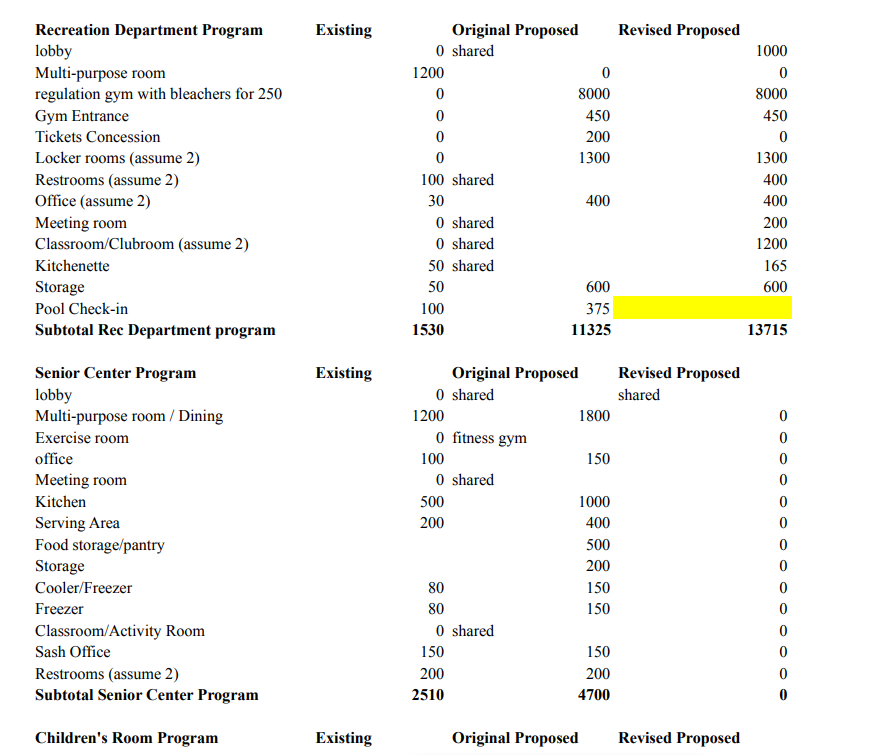 Recreation Department Program Existing Original Proposed Revised Proposed
lobby 0 shared 1000
Multi-purpose room 1200 0 0
regulation gym with bleachers for 250 0 8000 8000
Gym Entrance 0 450 450
Tickets Concession 0 200 0
Locker rooms (assume 2) 0 1300 1300
Restrooms (assume 2) 100 shared 400
Office (assume 2) 30 400 400
Meeting room 0 shared 200
Classroom/Clubroom (assume 2) 0 shared 1200
Kitchenette 50 shared 165
Storage 50 600 600
Pool Check-in 100 375
Subtotal Rec Department program 1530 11325 13715
Senior Center Program Existing Original Proposed Revised Proposed
lobby 0 shared shared
Multi-purpose room / Dining 1200 1800 0
Exercise room 0 fitness gym 0
office 100 150 0
Meeting room 0 shared 0
Kitchen 500 1000 0
Serving Area 200 400 0
Food storage/pantry 500 0
Storage 200 0
Cooler/Freezer 80 150 0
Freezer 80 150 0
Classroom/Activity Room 0 shared 0
Sash Office 150 150 0
Restrooms (assume 2) 200 200 0
Subtotal Senior Center Program 2510 4700 0
Children's Room Program Existing Original Proposed Revised Proposed